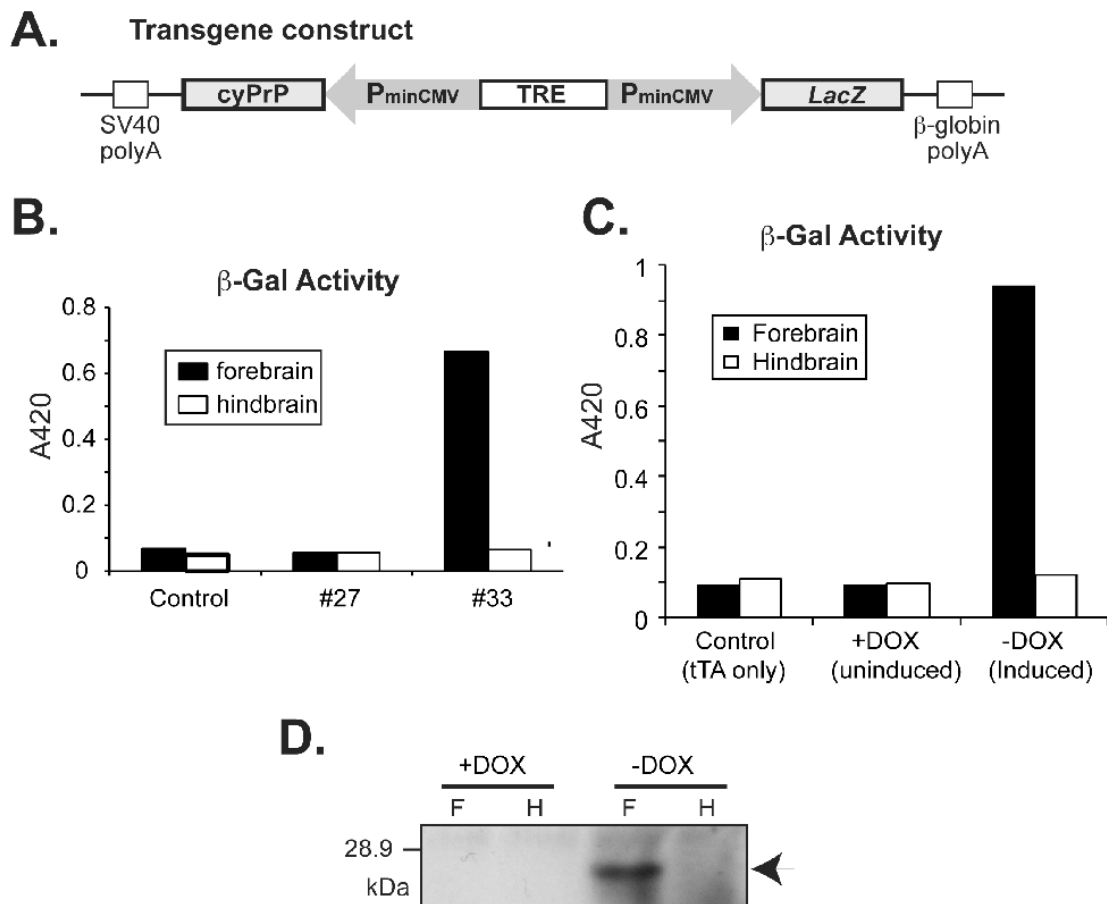 A.
Transgene construct
cyPrP PminCMV TRE PminCMV LacZ
SV40
polyA
β-globin
polyA
B.
β-Gal Activity
0.8
0.6
0.4
0.2
0
A420
forebrain
hindbrain
Control #27 #33
C.
β-Gal Activity
1
0.8
0.6
0.4
0.2
0
A420
Forebrain
Hindbrain
Control
(tTA only)
+DOX
(uninduced)
-DOX
(Induced)
D.
+DOX -DOX
F H F H
28.9
kDa